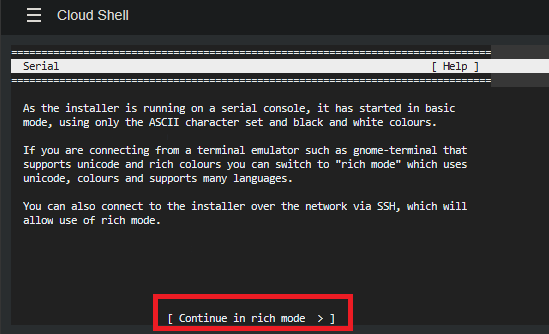 Cloud Shell
================================================================================
Serial [ Help ]
================================================================================
As the installer is running on a serial console, it has started in basic
mode, using only the ASCII character set and black and white colours.
If you are connecting from a terminal emulator such as gnome-terminal that
supports unicode and rich colours you can switch to "rich mode" which uses
unicode, colours and supports many languages.
You can also connect to the installer over the network via SSH, which will
allow use of rich mode.
[ Continue in rich mode > ]